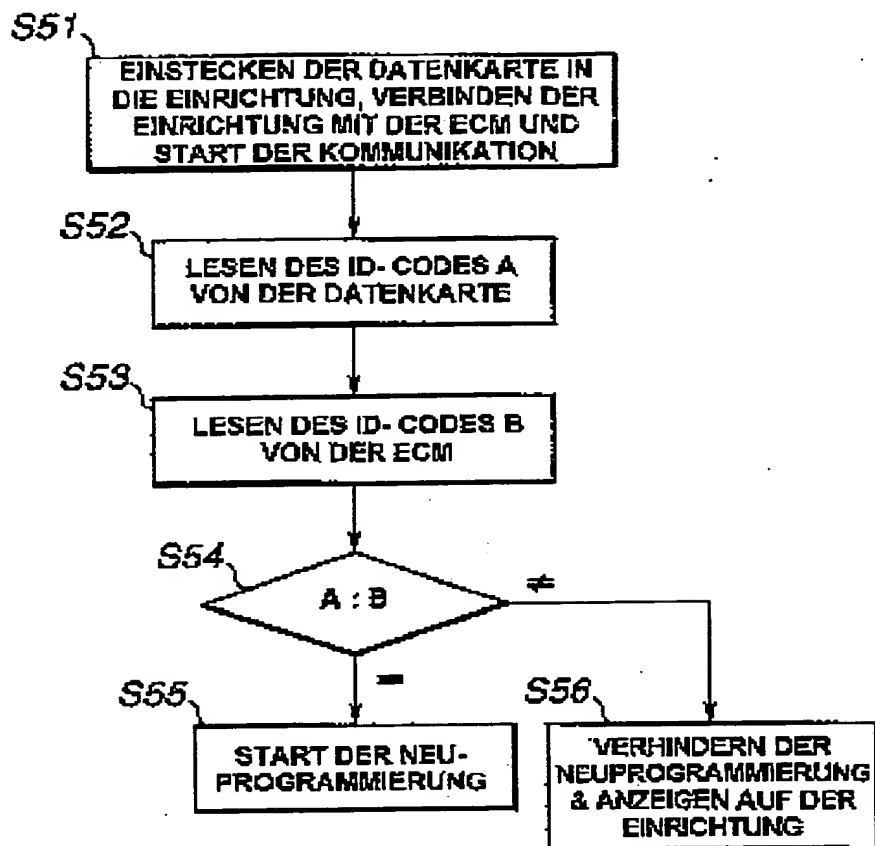 S51
EINSTECKEN DER DATENKARTE IN
DIE EINRICHTUNG, VERBINDEN DER
EINRICHTUNG MIT DER ECM UND
START DER KOMMUNIKATION
S52
LESEN DES ID- CODES A
VON DER DATENKARTE
S53
LESEN DES ID- CODES B
VON DER ECM
S54
A : B
≠
=
S55
START DER NEU-
PROGRAMMIERUNG
S56
VERHINDERN DER
NEUPROGRAMMIERUNG
& ANZEIGEN AUF DER
EINRICHTUNG